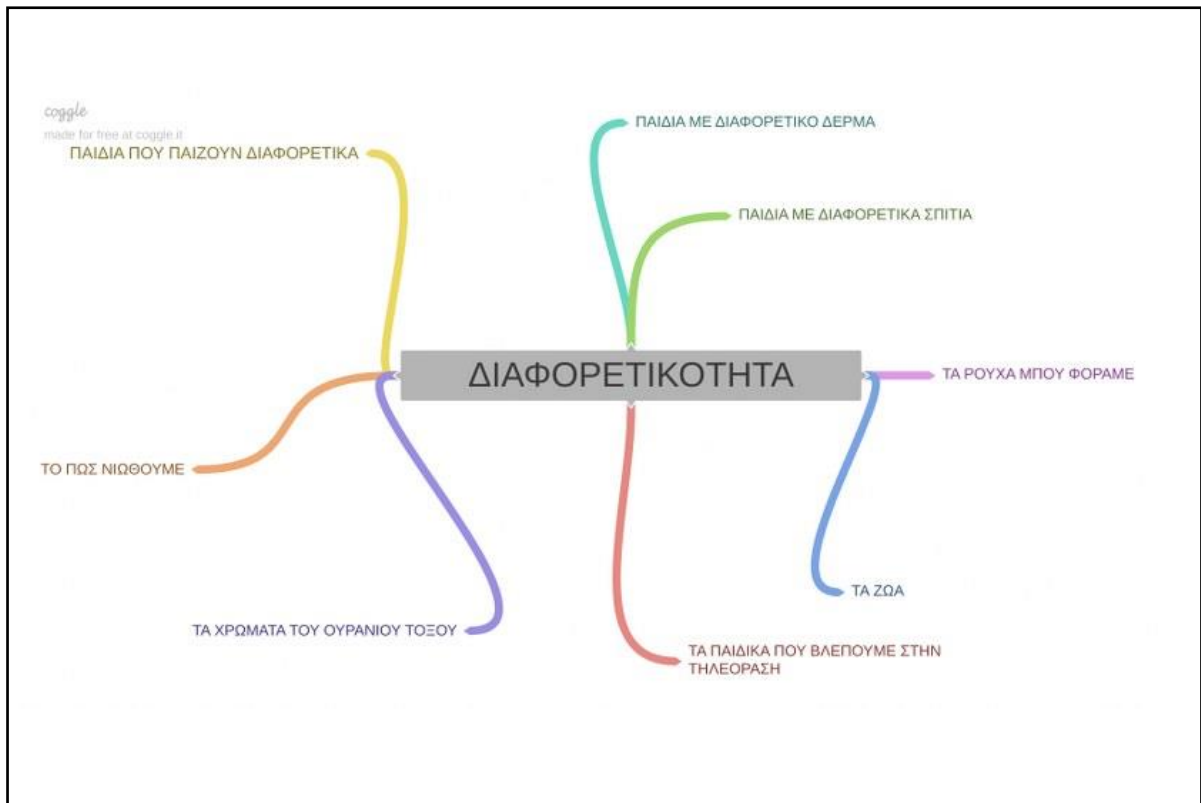 coggle
made for free at coggle.it
ΠΑΙΔΙΑ ΠΟΥ ΠΑΙΖΟΥΝ ΔΙΑΦΟΡΕΤΙΚΑ
ΠΑΙΔΙΑ ΜΕ ΔΙΑΦΟΡΕΤΙΚΟ ΔΕΡΜΑ
ΠΑΙΔΙΑ ΜΕ ΔΙΑΦΟΡΕΤΙΚΑ ΣΠΙΤΙΑ
ΔΙΑΦΟΡΕΤΙΚΟΤΗΤΑ
ΤΑ ΡΟΥΧΑ ΜΠΟΥ ΦΟΡΑΜΕ
ΤΟ ΠΩΣ ΝΙΩΘΟΥΜΕ
ΤΑ ΖΩΑ
ΤΑ ΧΡΩΜΑΤΑ ΤΟΥ ΟΥΡΑΝΙΟΥ ΤΟΞΟΥ
ΤΑ ΠΑΙΔΙΚΑ ΠΟΥ ΒΛΕΠΟΥΜΕ ΣΤΗΝ
ΤΗΛΕΟΡΑΣΗ